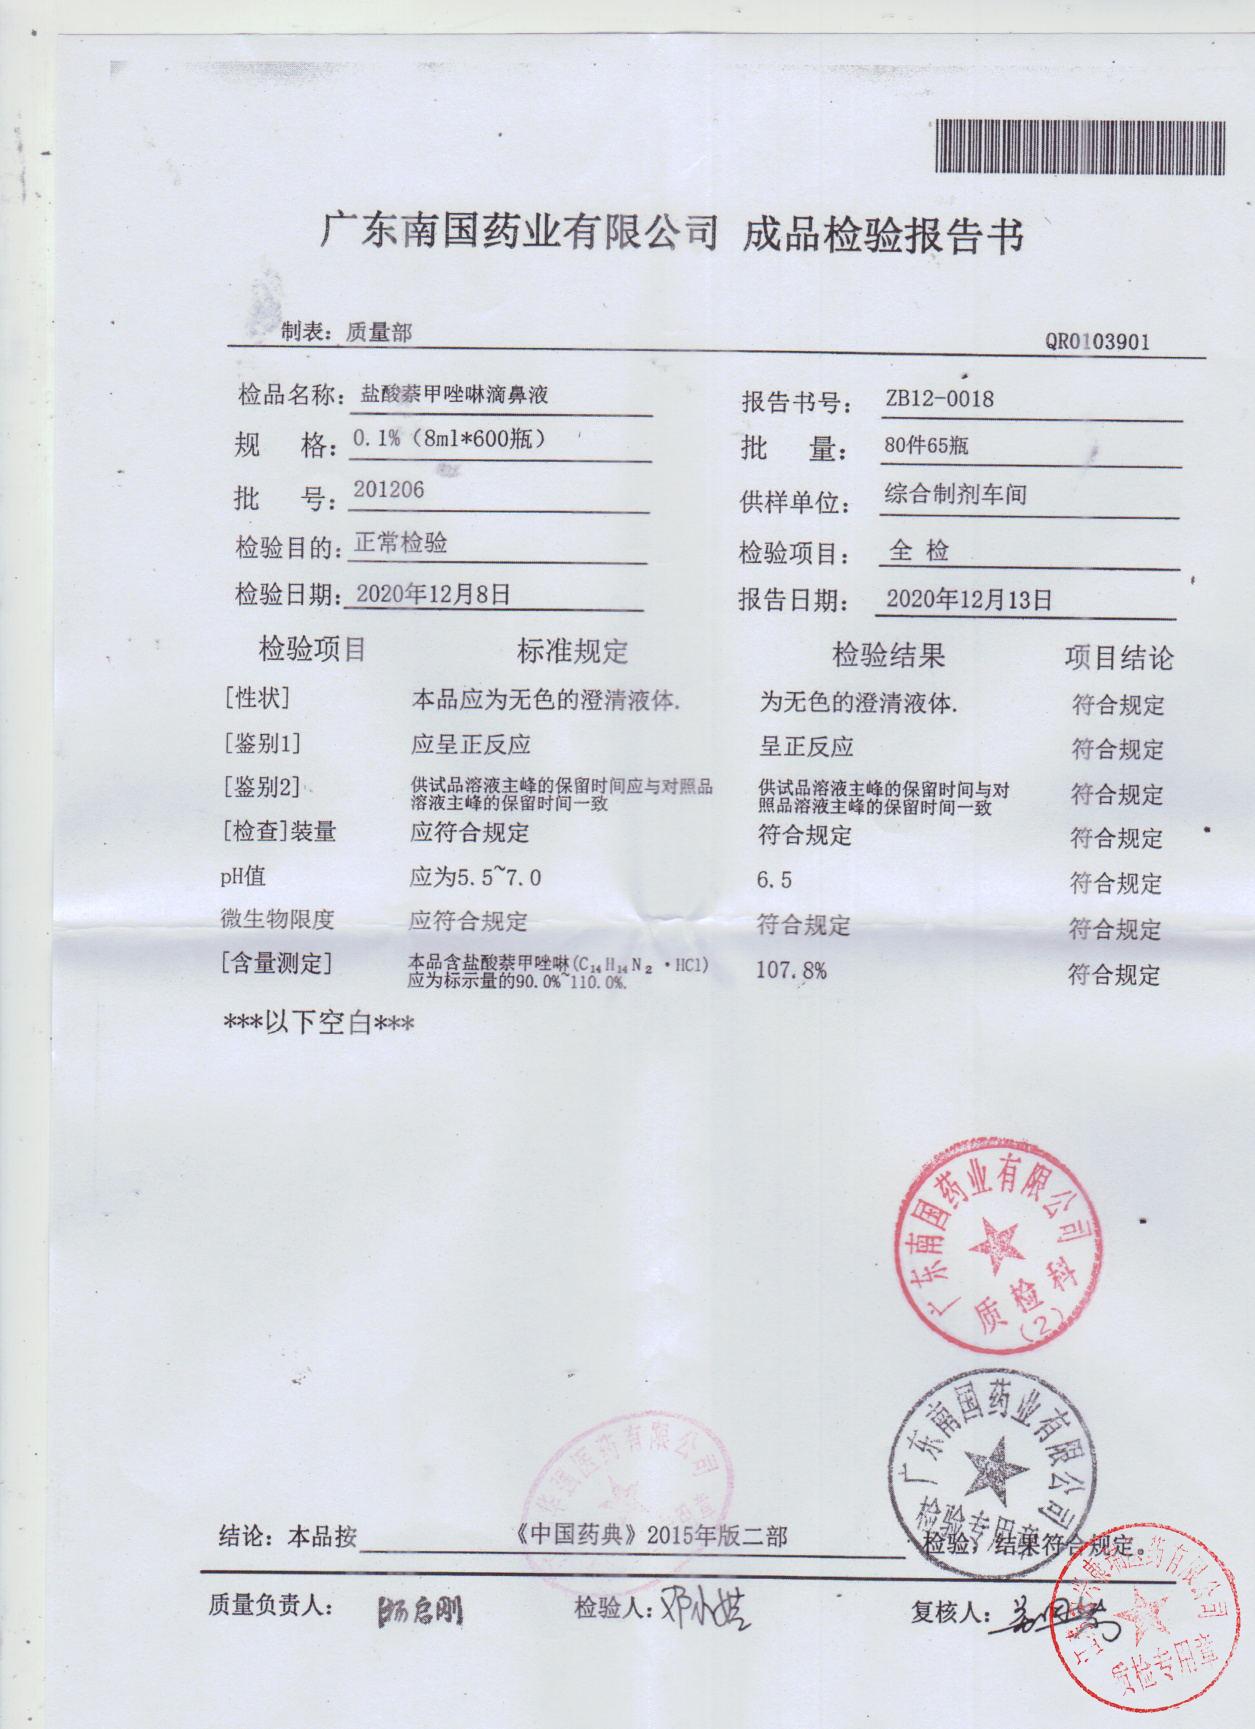 广东南国药业有限公司 成品检验报告书
制表: 质量部 QR0103901
检品名称: 盐酸萘甲唑啉滴鼻液 报告书号: ZB12-0018
规 格: 0.1%（8ml*600瓶） 批 量: 80件65瓶
批 号: 201206 供样单位: 综合制剂车间
检验目的: 正常检验 检验项目: 全 检
检验日期: 2020年12月8日 报告日期: 2020年12月13日
检验项目 标准规定 检验结果 项目结论
[性状] 本品应为无色的澄清液体. 为无色的澄清液体. 符合规定
[鉴别1] 应呈正反应 呈正反应 符合规定
[鉴别2] 供试品溶液主峰的保留时间应与对照品 供试品溶液主峰的保留时间与对 符合规定
溶液主峰的保留时间一致 照品溶液主峰的保留时间一致
[检查]装量 应符合规定 符合规定 符合规定
pH值 应为5.5~7.0 6.5 符合规定
微生物限度 应符合规定 符合规定 符合规定
[含量测定] 本品含盐酸萘甲唑啉(C₁₄H₁₄N₂·HCl) 107.8% 符合规定
应为标示量的90.0%~110.0%.
***以下空白***
广东南国药业有限公司
质检科
(2)
广东南国药业有限公司
检验专用章
医药有限公司
结论: 本品按 《中国药典》2015年版二部 检验, 结果符合规定。
质量负责人: 检验人: 复核人:
医药有限公司
质检专用章